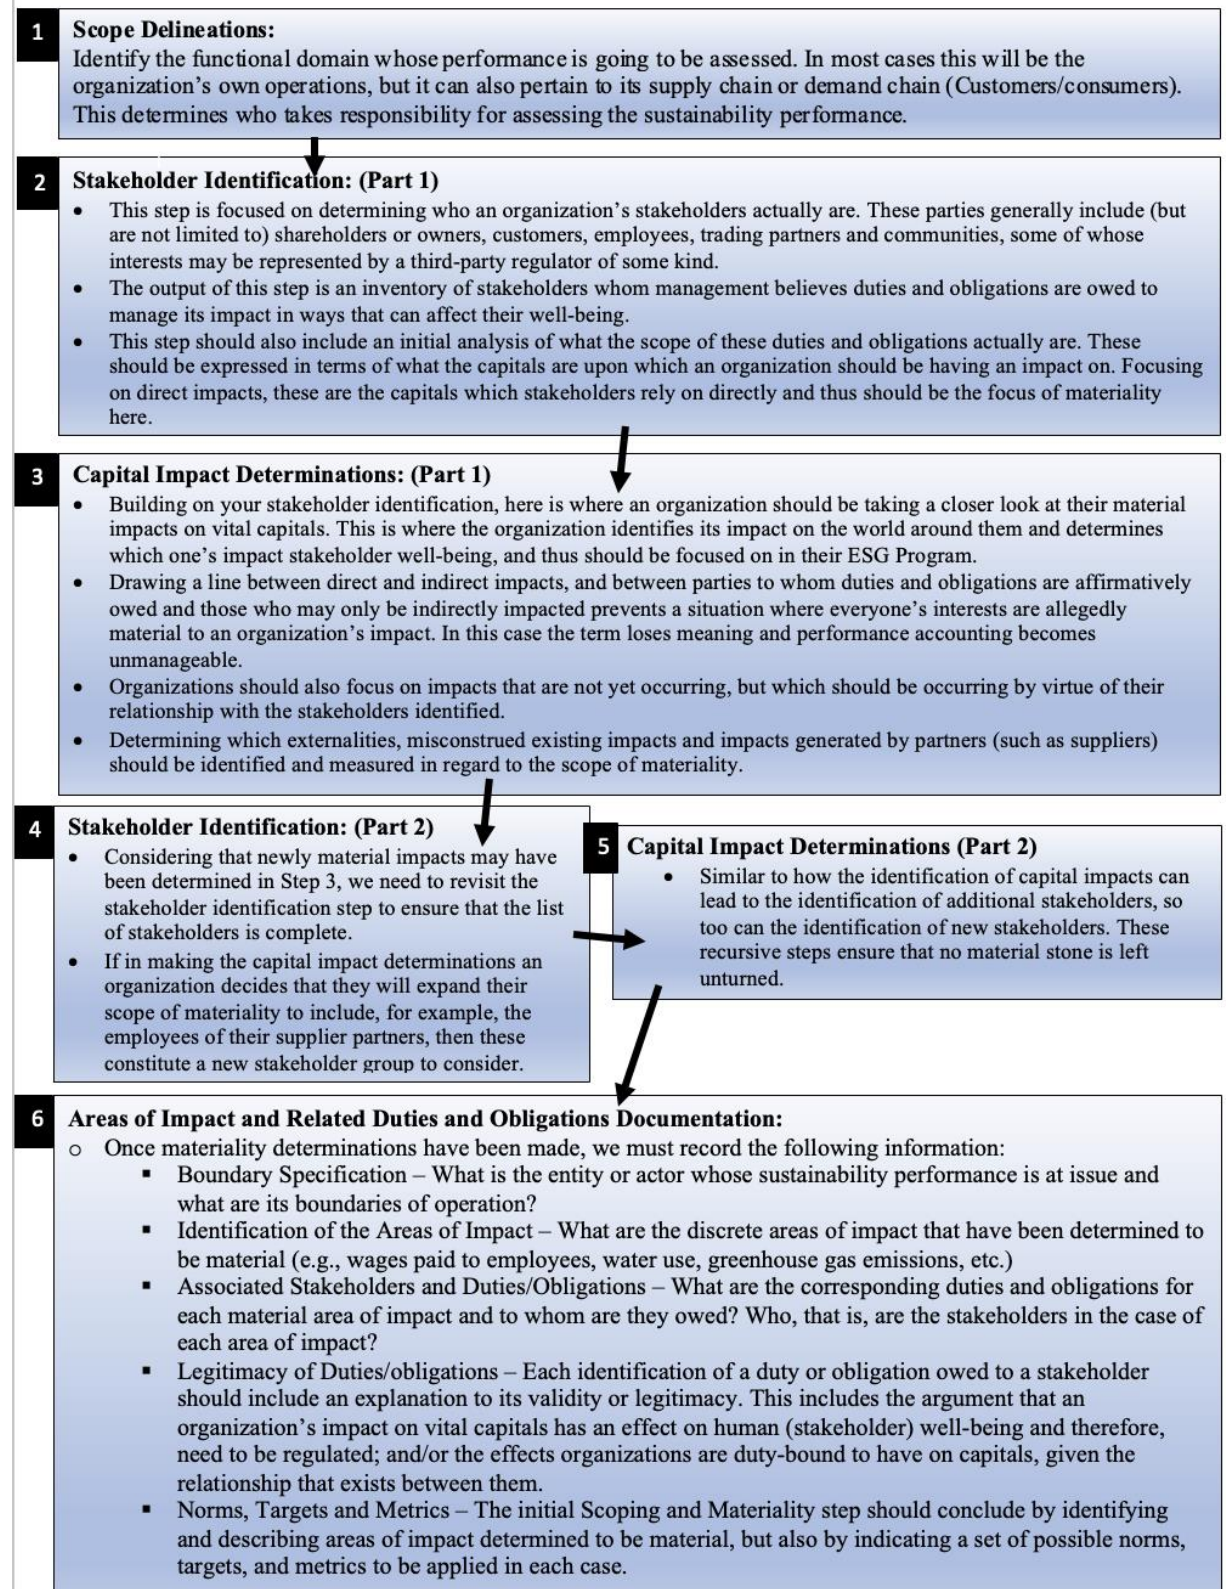 1
Scope Delineations:
Identify the functional domain whose performance is going to be assessed. In most cases this will be the
organization's own operations, but it can also pertain to its supply chain or demand chain (Customers/consumers).
This determines who takes responsibility for assessing the sustainability performance.
2
Stakeholder Identification: (Part 1)
• This step is focused on determining who an organization's stakeholders actually are. These parties generally include (but
are not limited to) shareholders or owners, customers, employees, trading partners and communities, some of whose
interests may be represented by a third-party regulator of some kind.
• The output of this step is an inventory of stakeholders whom management believes duties and obligations are owed to
manage its impact in ways that can affect their well-being.
• This step should also include an initial analysis of what the scope of these duties and obligations actually are. These
should be expressed in terms of what the capitals are upon which an organization should be having an impact on. Focusing
on direct impacts, these are the capitals which stakeholders rely on directly and thus should be the focus of materiality
here.
3
Capital Impact Determinations: (Part 1)
• Building on your stakeholder identification, here is where an organization should be taking a closer look at their material
impacts on vital capitals. This is where the organization identifies its impact on the world around them and determines
which one's impact stakeholder well-being, and thus should be focused on in their ESG Program.
• Drawing a line between direct and indirect impacts, and between parties to whom duties and obligations are affirmatively
owed and those who may only be indirectly impacted prevents a situation where everyone's interests are allegedly
material to an organization's impact. In this case the term loses meaning and performance accounting becomes
unmanageable.
• Organizations should also focus on impacts that are not yet occurring, but which should be occurring by virtue of their
relationship with the stakeholders identified.
• Determining which externalities, misconstrued existing impacts and impacts generated by partners (such as suppliers)
should be identified and measured in regard to the scope of materiality.
4
Stakeholder Identification: (Part 2)
• Considering that newly material impacts may have
been determined in Step 3, we need to revisit the
stakeholder identification step to ensure that the list
of stakeholders is complete.
• If in making the capital impact determinations an
organization decides that they will expand their
scope of materiality to include, for example, the
employees of their supplier partners, then these
constitute a new stakeholder group to consider.
5
Capital Impact Determinations (Part 2)
• Similar to how the identification of capital impacts can
lead to the identification of additional stakeholders, so
too can the identification of new stakeholders. These
recursive steps ensure that no material stone is left
unturned.
6
Areas of Impact and Related Duties and Obligations Documentation:
o Once materiality determinations have been made, we must record the following information:
▪ Boundary Specification – What is the entity or actor whose sustainability performance is at issue and
what are its boundaries of operation?
▪ Identification of the Areas of Impact – What are the discrete areas of impact that have been determined to
be material (e.g., wages paid to employees, water use, greenhouse gas emissions, etc.)
▪ Associated Stakeholders and Duties/Obligations – What are the corresponding duties and obligations for
each material area of impact and to whom are they owed? Who, that is, are the stakeholders in the case of
each area of impact?
▪ Legitimacy of Duties/obligations – Each identification of a duty or obligation owed to a stakeholder
should include an explanation to its validity or legitimacy. This includes the argument that an
organization's impact on vital capitals has an effect on human (stakeholder) well-being and therefore,
need to be regulated; and/or the effects organizations are duty-bound to have on capitals, given the
relationship that exists between them.
▪ Norms, Targets and Metrics – The initial Scoping and Materiality step should conclude by identifying
and describing areas of impact determined to be material, but also by indicating a set of possible norms,
targets, and metrics to be applied in each case.